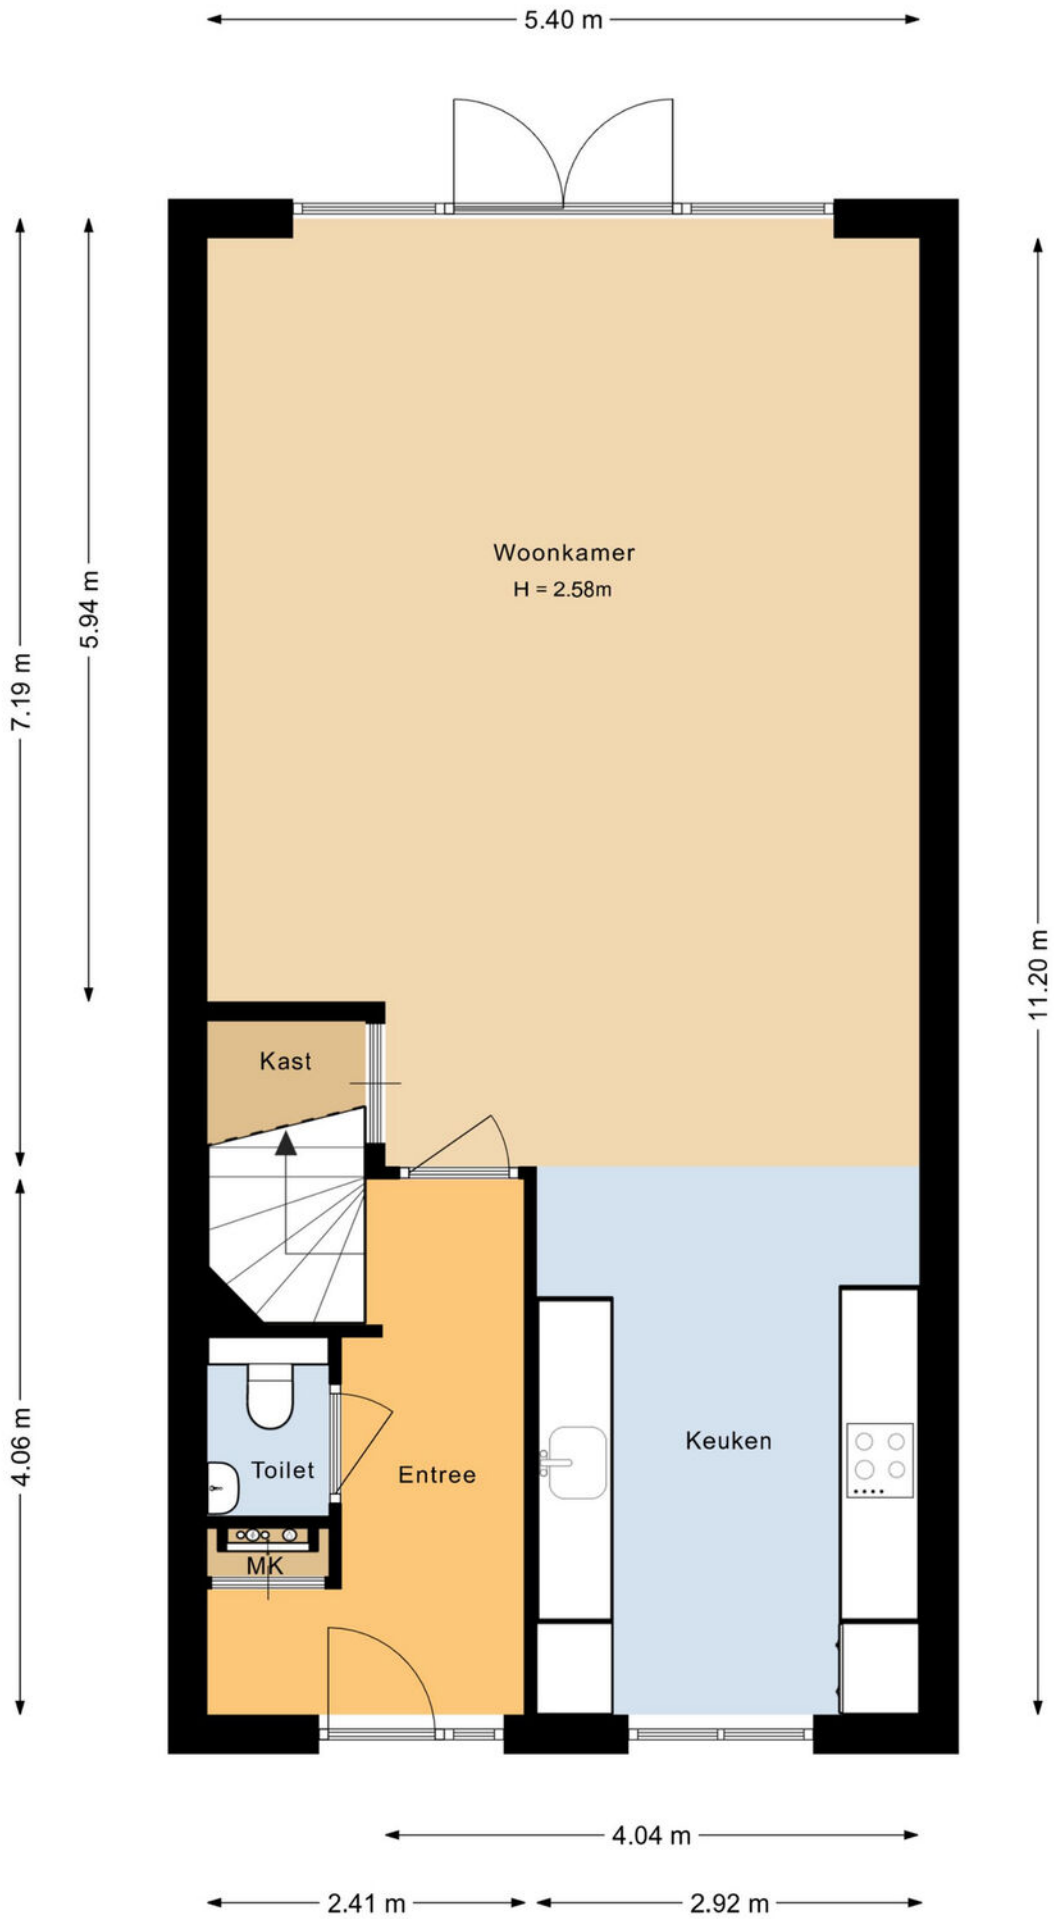 5.40 m
Woonkamer
H = 2.58m
5.94 m
7.19 m
11.20 m
Kast
4.06 m
Keuken
Toilet
Entree
MK
4.04 m
2.41 m
2.92 m